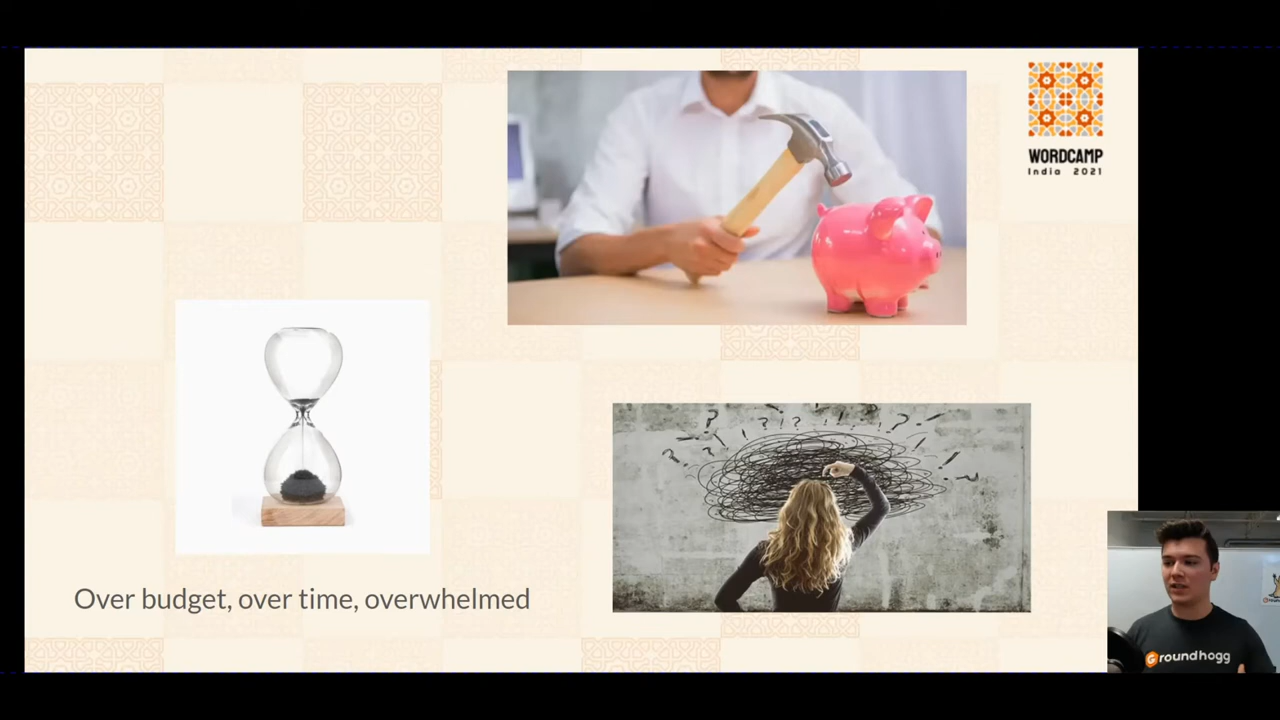 WORDCAMP
India 2021
Over budget, over time, overwhelmed
Groundhogg